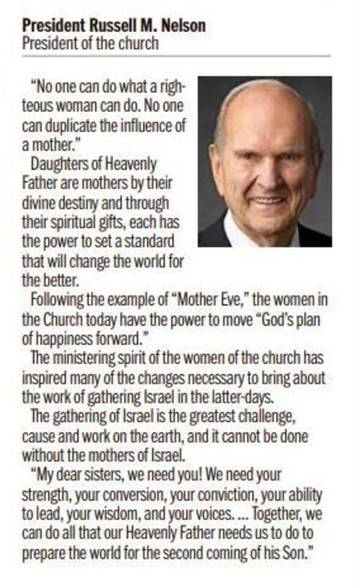 President Russell M. Nelson
President of the church
“No one can do what a righ-
teous woman can do. No one
can duplicate the influence of
a mother.”
Daughters of Heavenly
Father are mothers by their
divine destiny and through
their spiritual gifts, each has
the power to set a standard
that will change the world for
the better.
Following the example of “Mother Eve,” the women in
the Church today have the power to move “God’s plan
of happiness forward.”
The ministering spirit of the women of the church has
inspired many of the changes necessary to bring about
the work of gathering Israel in the latter-days.
The gathering of Israel is the greatest challenge,
cause and work on the earth, and it cannot be done
without the mothers of Israel.
“My dear sisters, we need you! We need your
strength, your conversion, your conviction, your ability
to lead, your wisdom, and your voices. ... Together, we
can do all that our Heavenly Father needs us to do to
prepare the world for the second coming of his Son.”